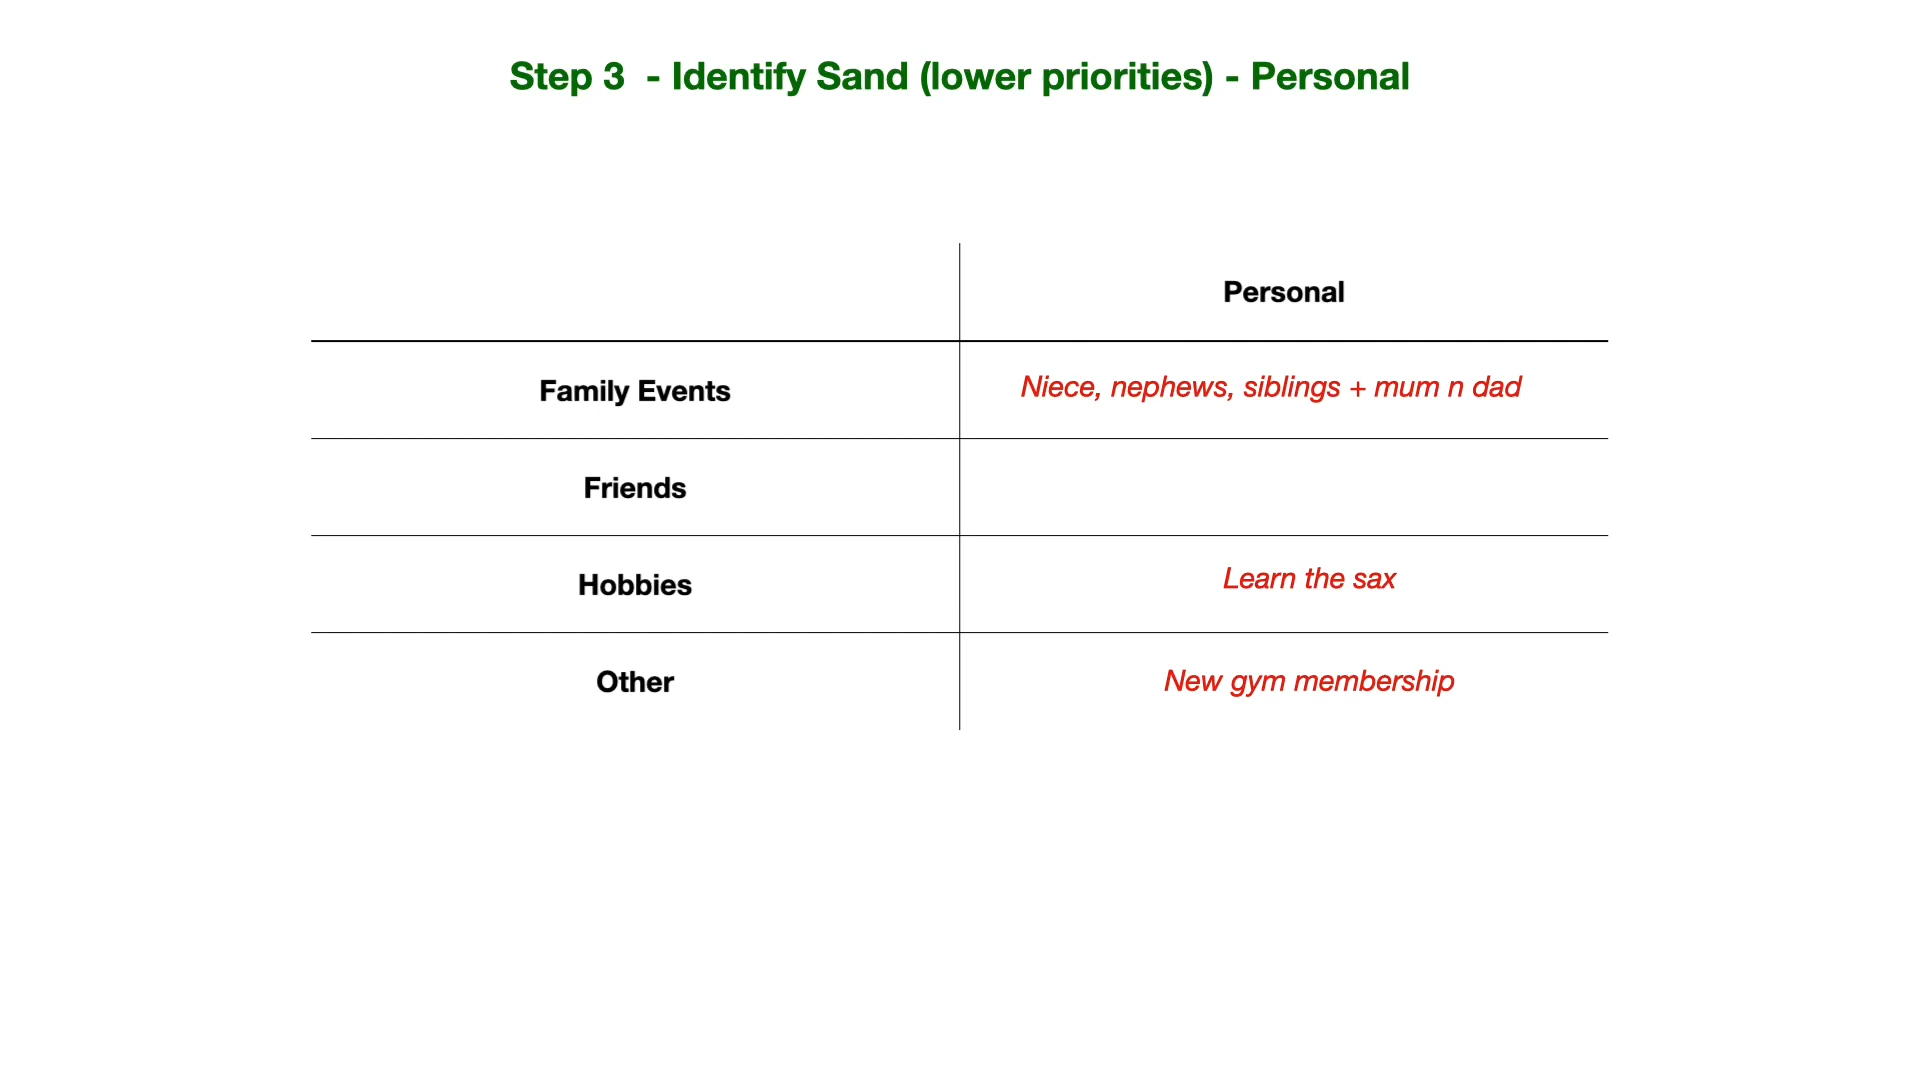 Step 3  - Identify Sand (lower priorities) - Personal
Personal
Family Events
Niece, nephews, siblings + mum n dad
Friends
Hobbies
Learn the sax
Other
New gym membership